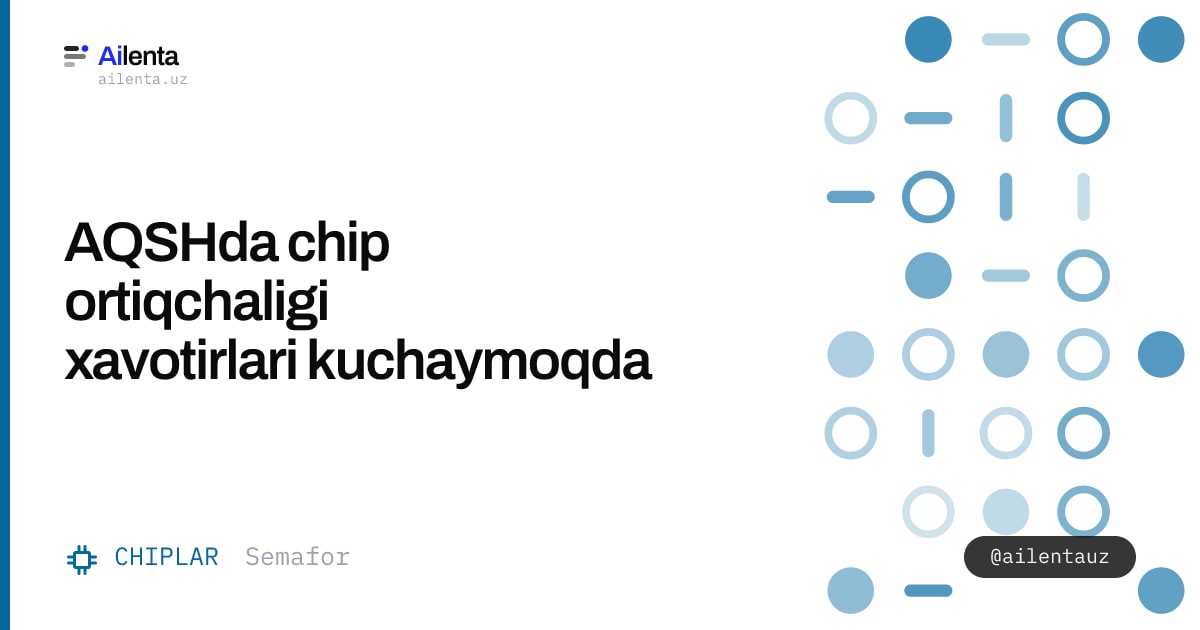 Ailenta
ailenta.uz
AQSHda chip
ortiqchaligi
xavotirlari kuchaymoqda
CHIPLAR Semafor
@ailentauz